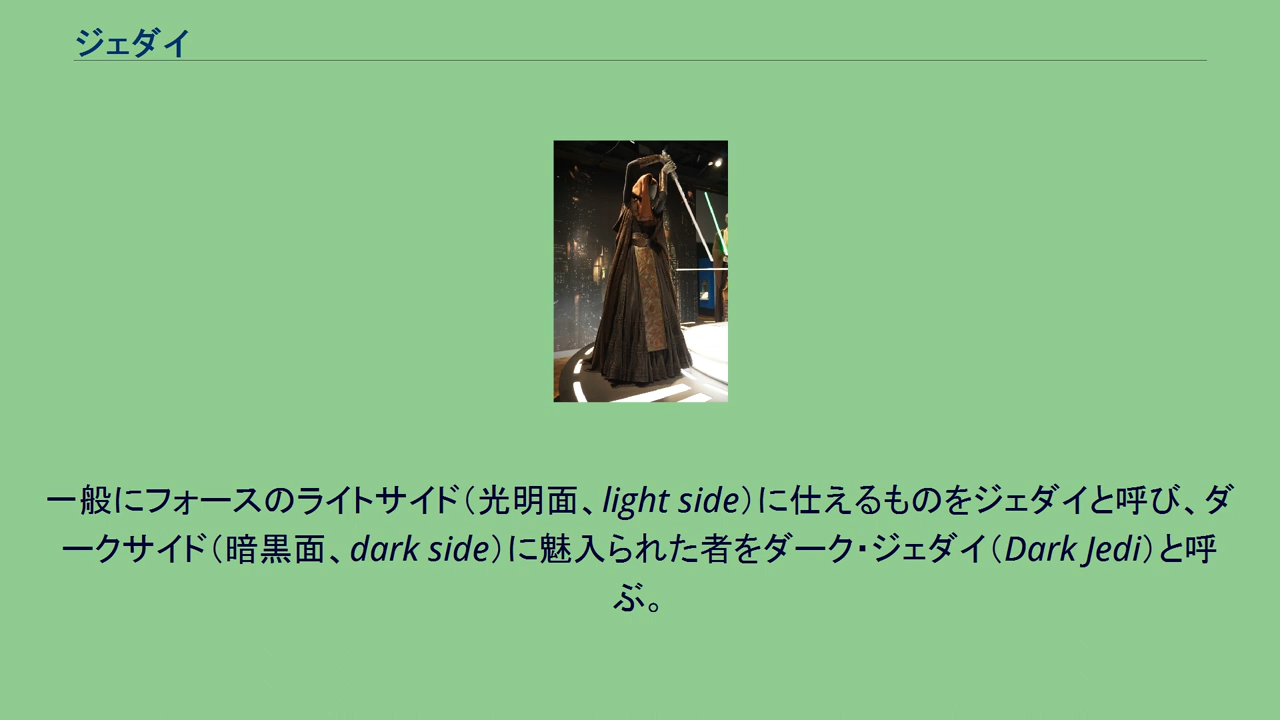 ジェダイ
一般にフォースのライトサイド（光明面、light side）に仕えるものをジェダイと呼び、ダ
ークサイド（暗黒面、dark side）に魅入られた者をダーク・ジェダイ（Dark Jedi）と呼
ぶ。